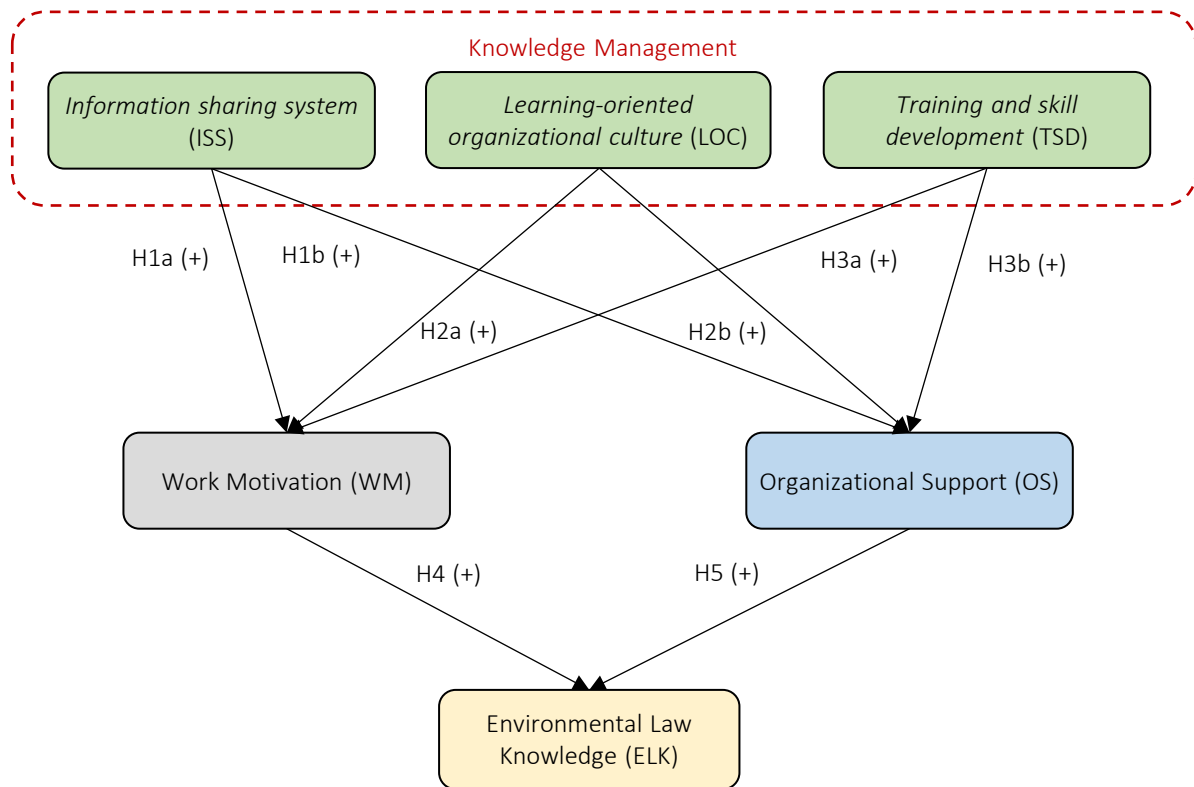 Knowledge Management
Information sharing system
(ISS)
Learning-oriented
organizational culture (LOC)
Training and skill
development (TSD)
H1a (+)
H1b (+)
H3a (+)
H3b (+)
H2a (+)
H2b (+)
Work Motivation (WM)
Organizational Support (OS)
H4 (+)
H5 (+)
Environmental Law
Knowledge (ELK)